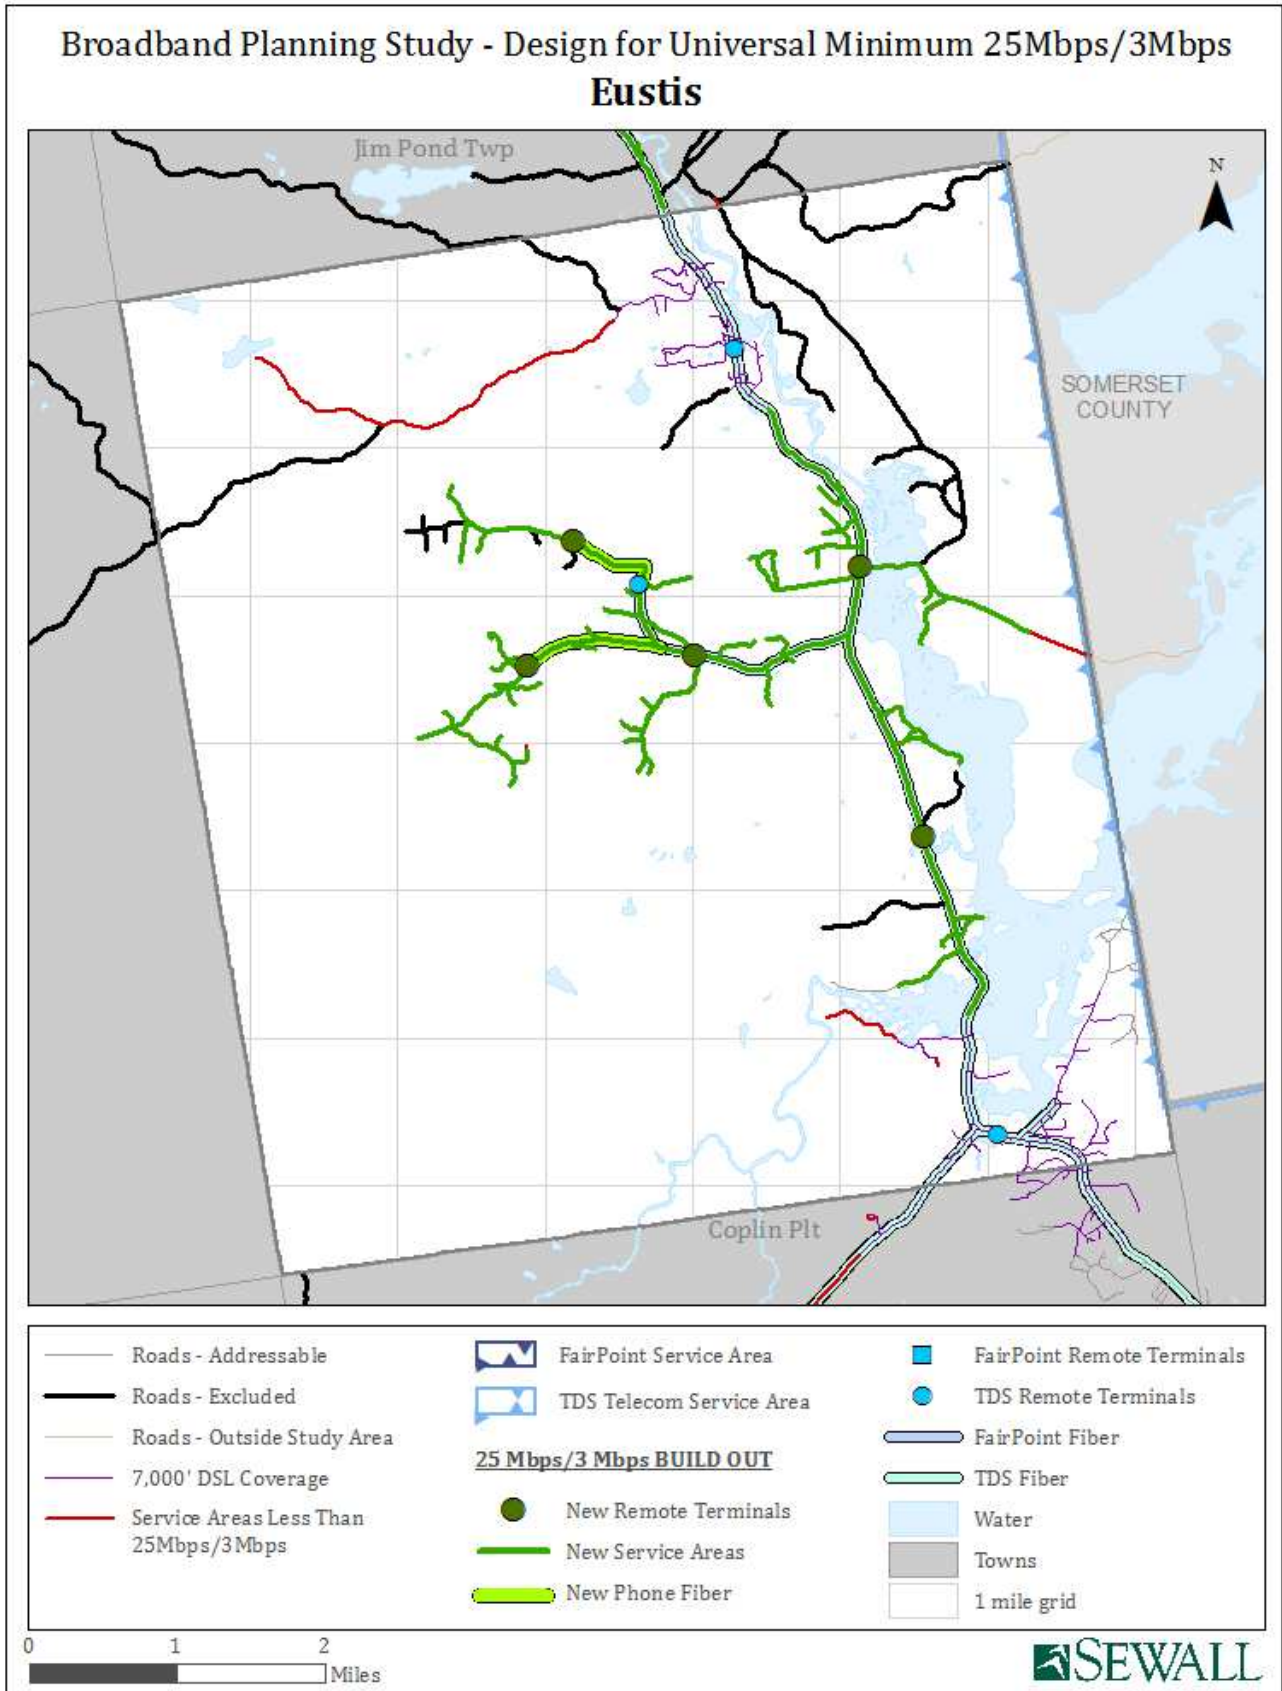 Broadband Planning Study - Design for Universal Minimum 25Mbps/3Mbps
Eustis
Jim Pond Twp
N
SOMERSET
COUNTY
Coplin Plt
Roads - Addressable
Roads - Excluded
Roads - Outside Study Area
7,000' DSL Coverage
Service Areas Less Than
25Mbps/3Mbps
FairPoint Service Area
TDS Telecom Service Area
25 Mbps/3 Mbps BUILD OUT
New Remote Terminals
New Service Areas
New Phone Fiber
FairPoint Remote Terminals
TDS Remote Terminals
FairPoint Fiber
TDS Fiber
Water
Towns
1 mile grid
0 1 2
Miles
SEWALL